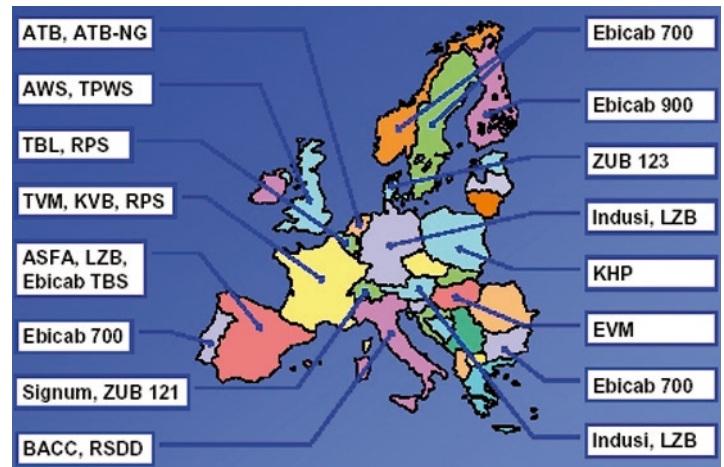 ATB, ATB-NG
AWS, TPWS
TBL, RPS
TVM, KVB, RPS
ASFA, LZB,
Ebicab TBS
Ebicab 700
Signum, ZUB 121
BACC, RSDD
Ebicab 700
Ebicab 900
ZUB 123
Indusi, LZB
KHP
EVM
Ebicab 700
Indusi, LZB